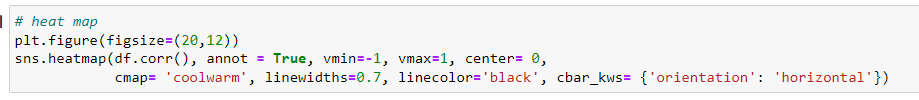 # heat map
plt.figure(figsize=(20,12))
sns.heatmap(df.corr(), annot = True, vmin=-1, vmax=1, center= 0,
            cmap= 'coolwarm', linewidths=0.7, linecolor='black', cbar_kws= {'orientation': 'horizontal'})